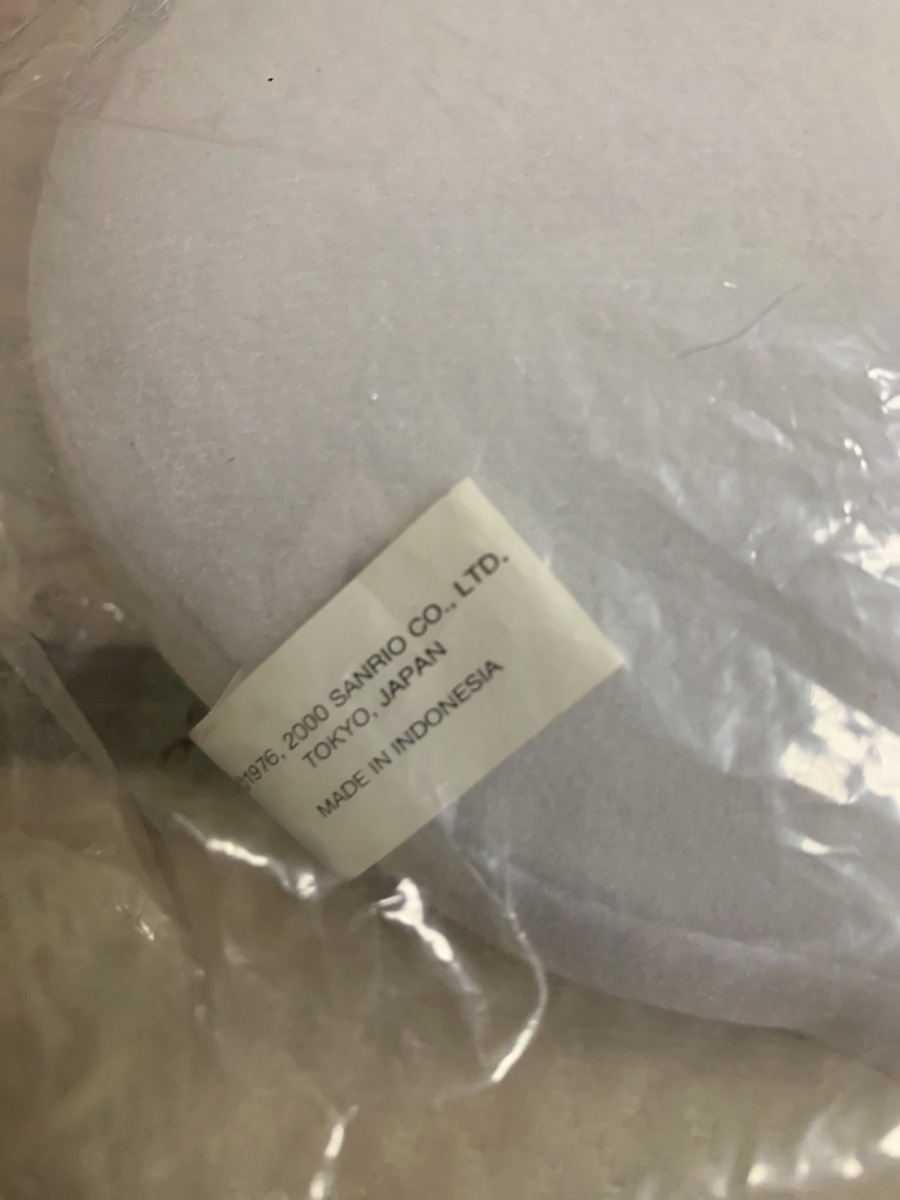 ©1976, 2000 SANRIO CO., LTD.
TOKYO, JAPAN
MADE IN INDONESIA